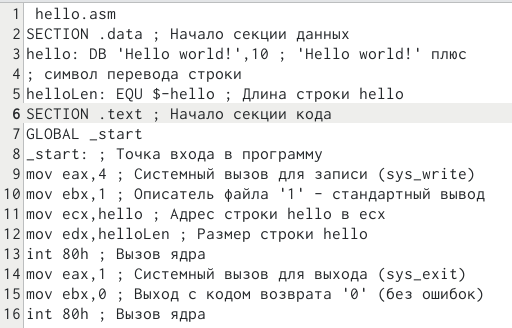 1 hello.asm
2 SECTION .data ; Начало секции данных
3 hello: DB 'Hello world!',10 ; 'Hello world!' плюс
4 ; символ перевода строки
5 helloLen: EQU $-hello ; Длина строки hello
6 SECTION .text ; Начало секции кода
7 GLOBAL _start
8 _start: ; Точка входа в программу
9 mov eax,4 ; Системный вызов для записи (sys_write)
10 mov ebx,1 ; Описатель файла '1' - стандартный вывод
11 mov ecx,hello ; Адрес строки hello в ecx
12 mov edx,helloLen ; Размер строки hello
13 int 80h ; Вызов ядра
14 mov eax,1 ; Системный вызов для выхода (sys_exit)
15 mov ebx,0 ; Выход с кодом возврата '0' (без ошибок)
16 int 80h ; Вызов ядра